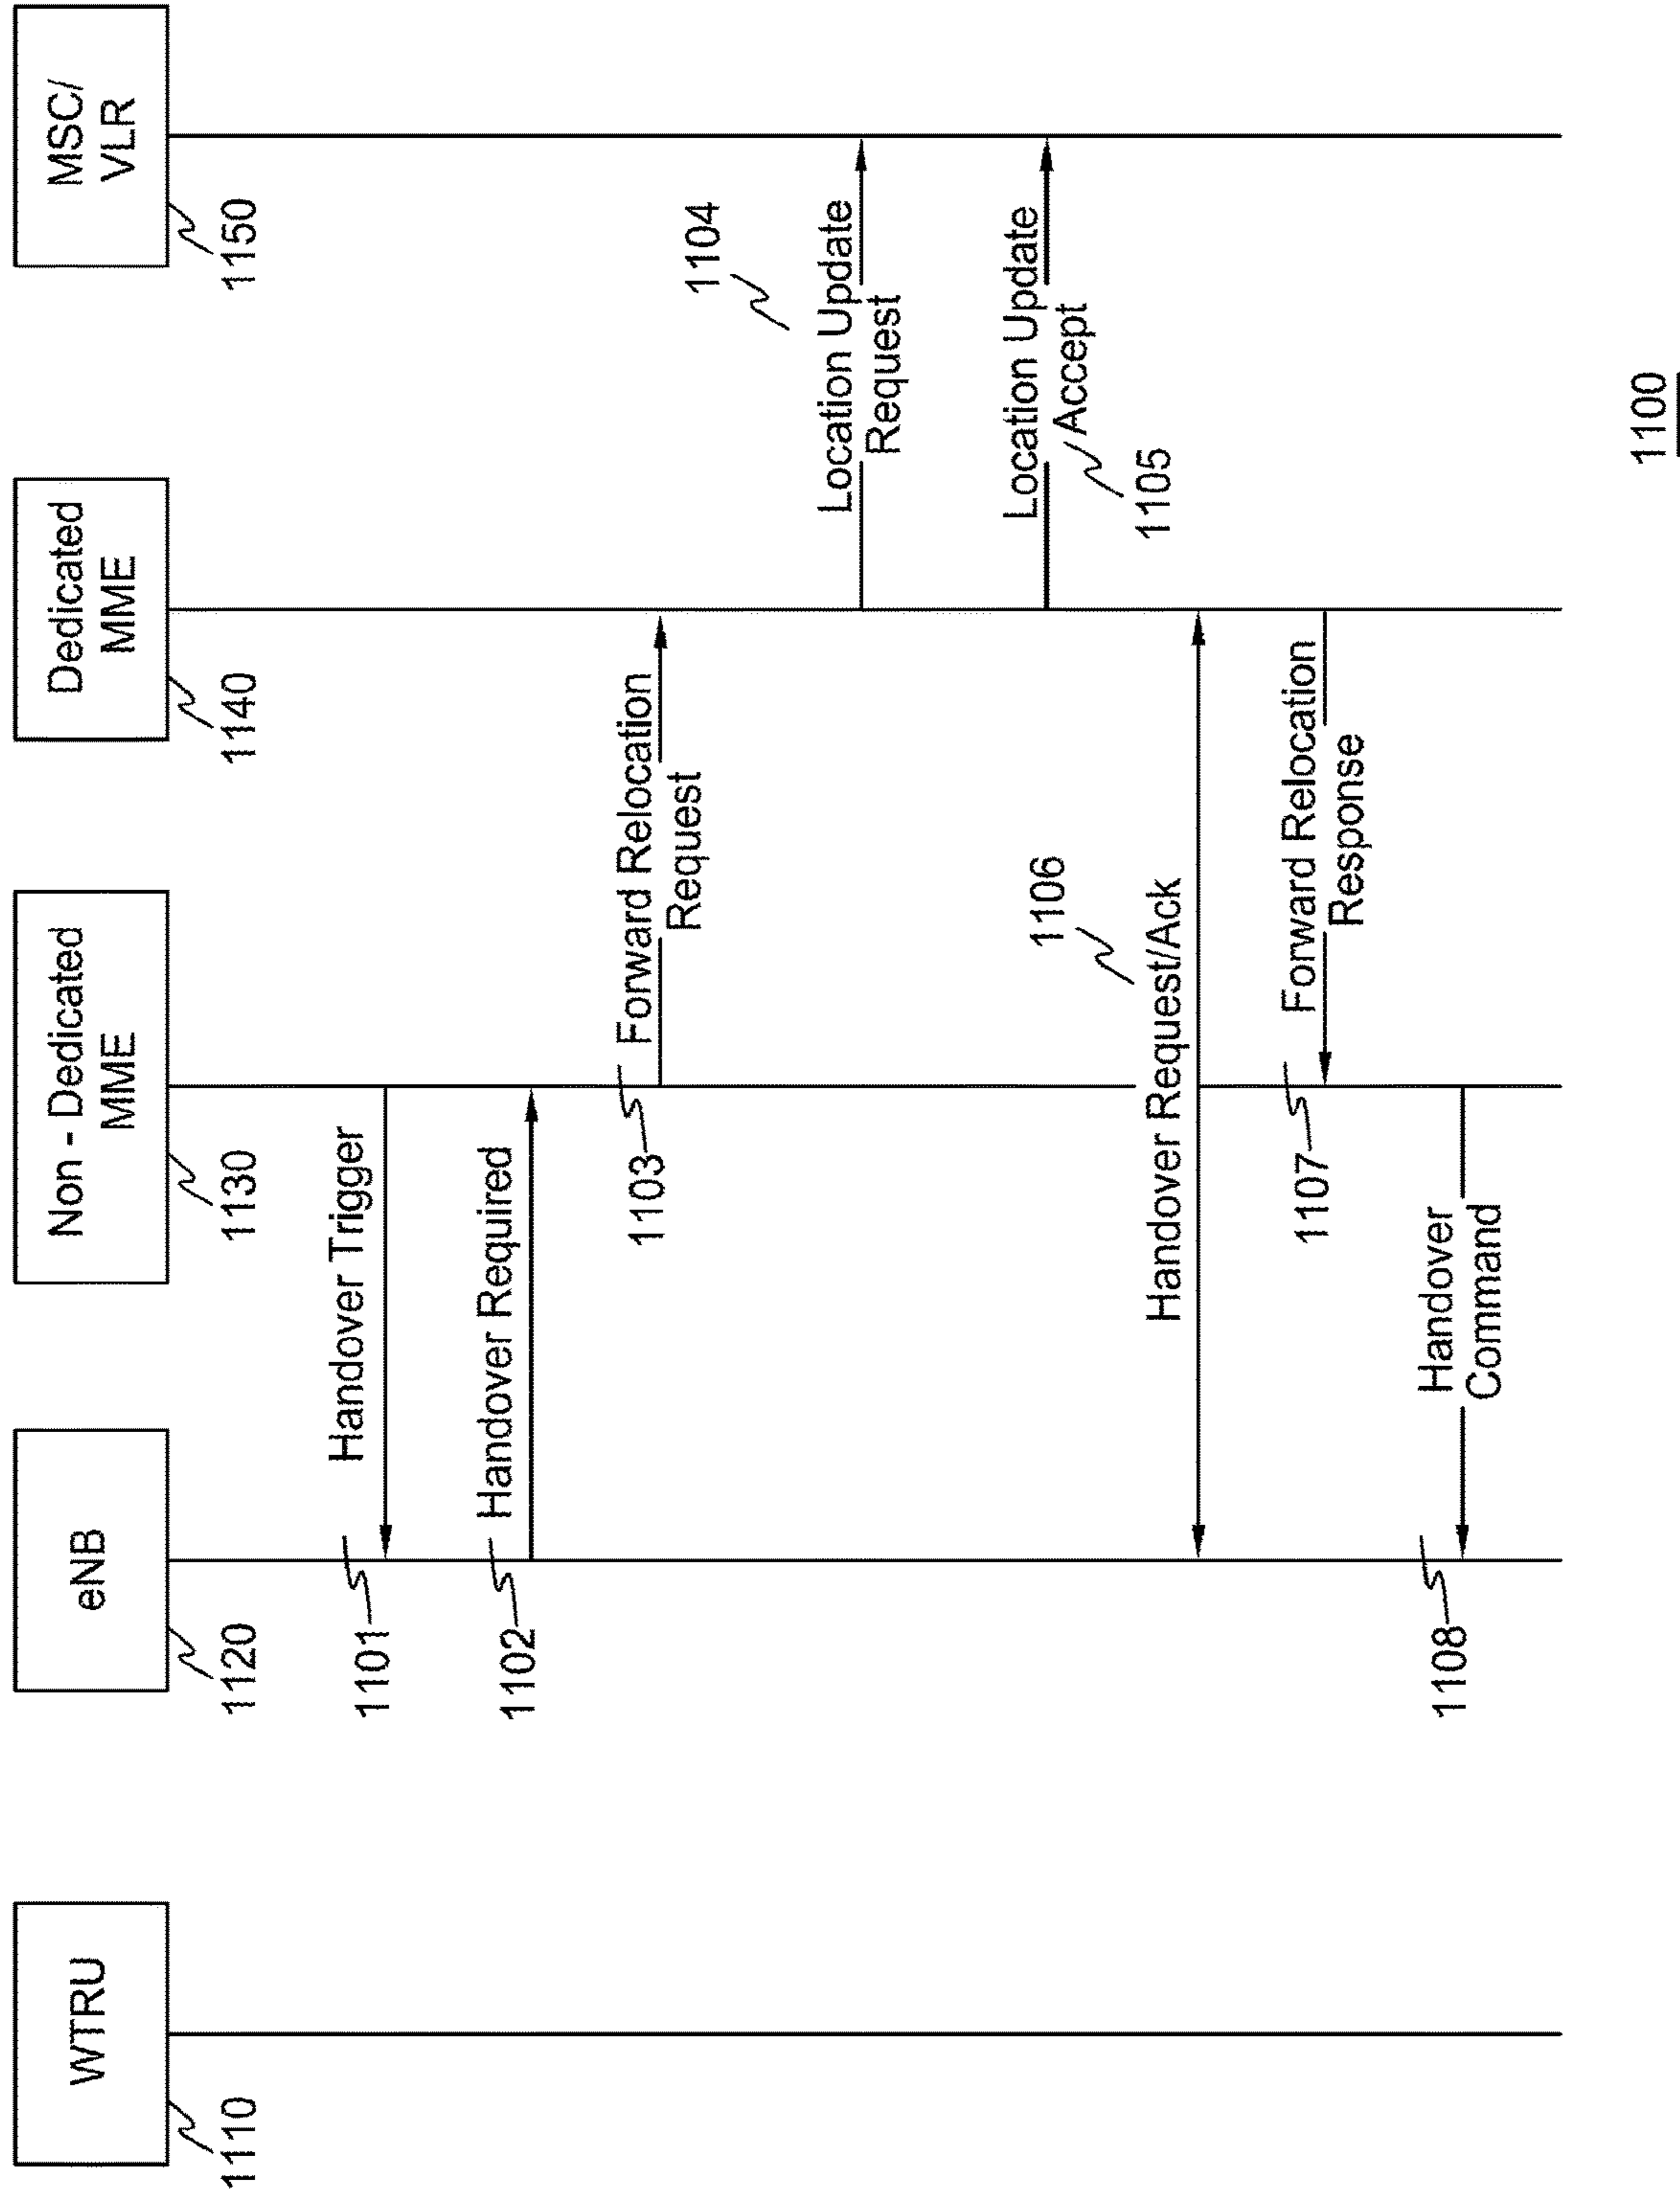 WTRU
1110
eNB
1120
Non - Dedicated
MME
1130
Dedicated
MME
1140
MSC/
VLR
1150
Handover Trigger
1101
Handover Required
1102
Forward Relocation
Request
1103
1104
Location Update
Request
Location Update
Accept
1105
1106
Handover Request/Ack
Forward Relocation
Response
1107
Handover
Command
1108
1100